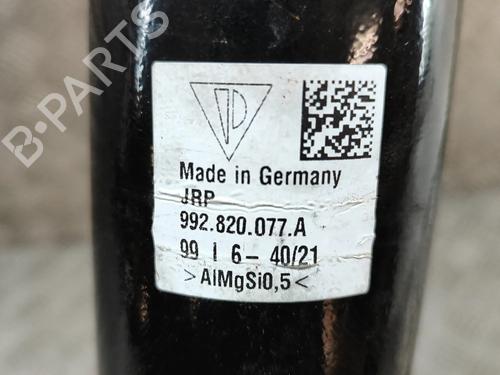 Made in Germany
JRP
992.820.077.A
99 I 6- 40/21
>AlMgSi0,5<
B-PARTS